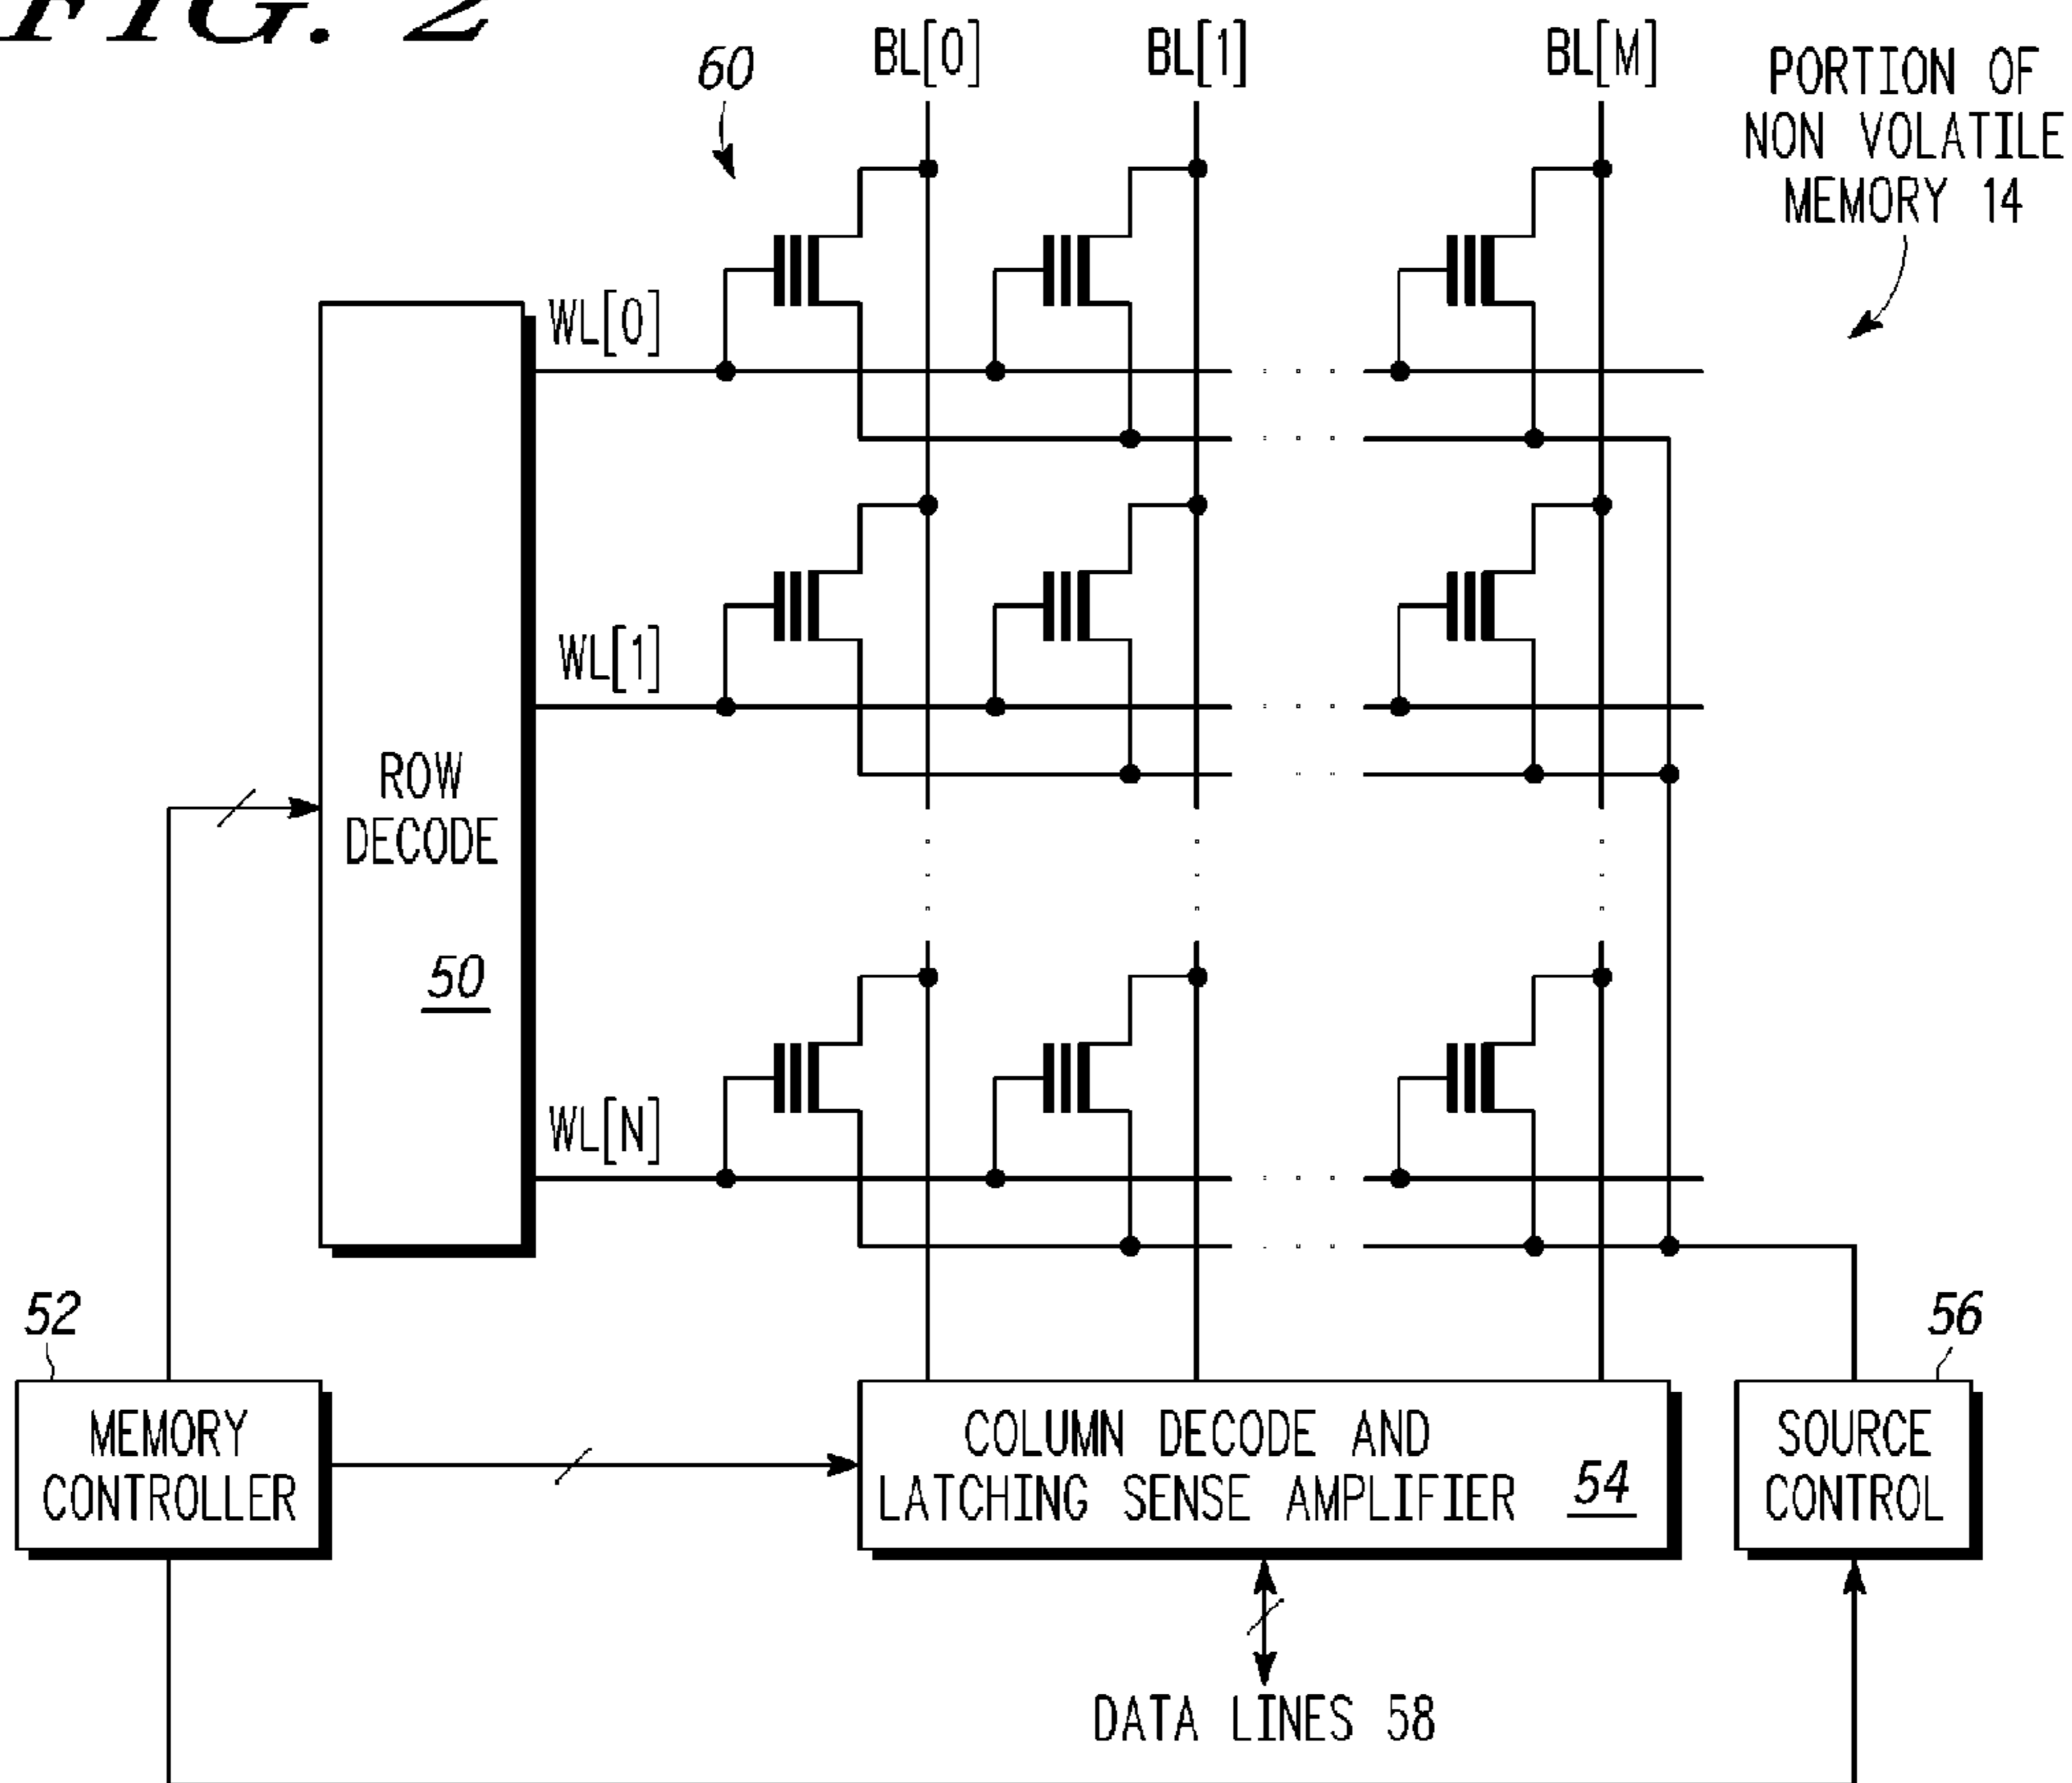 FIG. 2
60
BL[0]
BL[1]
BL[M]
PORTION OF
NON VOLATILE
MEMORY 14
WL[0]
WL[1]
ROW
DECODE
50
WL[N]
52
56
MEMORY
CONTROLLER
COLUMN DECODE AND
LATCHING SENSE AMPLIFIER 54
SOURCE
CONTROL
DATA LINES 58